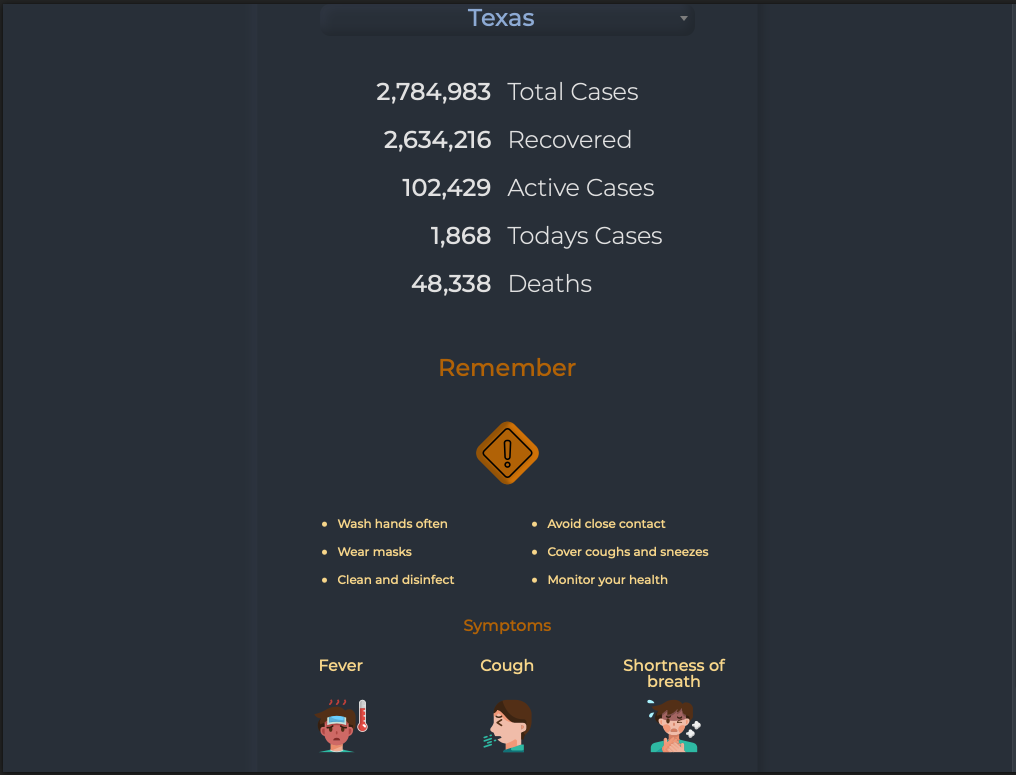 Texas
2,784,983 Total Cases
2,634,216 Recovered
102,429 Active Cases
1,868 Todays Cases
48,338 Deaths
Remember
Wash hands often
Wear masks
Clean and disinfect
Avoid close contact
Cover coughs and sneezes
Monitor your health
Symptoms
Fever
Cough
Shortness of
breath